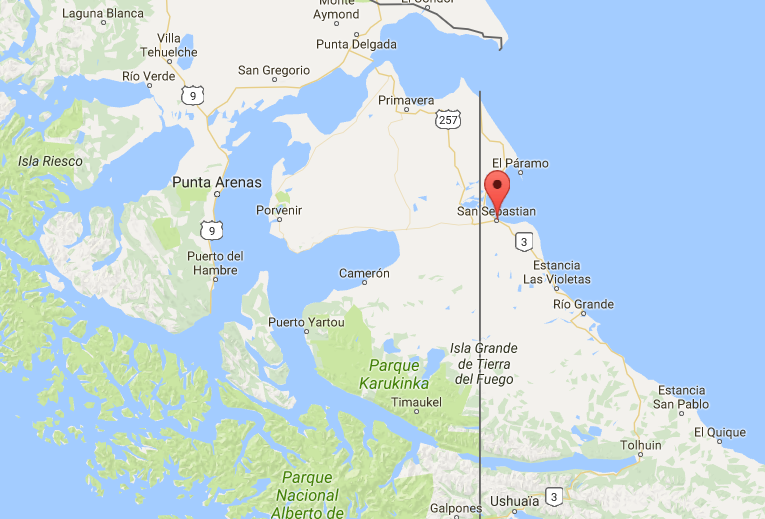 El Condor
Laguna Blanca
Monte
Aymond
Villa
Tehuelche
Punta Delgada
Río Verde
San Gregorio
9
Primavera
257
Isla Riesco
El Páramo
Punta Arenas
Porvenir
San Sebastian
9
3
Puerto del
Hambre
Camerón
Estancia
Las Violetas
Río Grande
Puerto Yartou
Isla Grande
de Tierra
del Fuego
Parque
Karukinka
Timaukel
Estancia
San Pablo
El Quique
Tolhuin
Parque
Nacional
Alberto de
Galpones
Ushuaïa
3